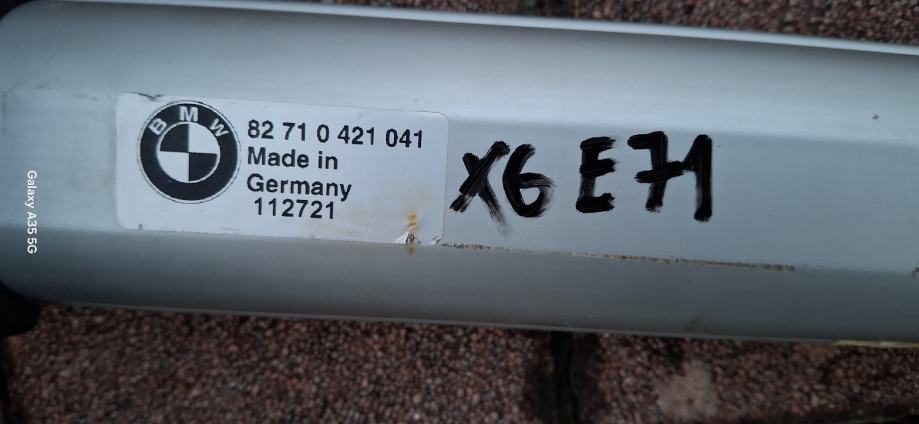 BMW
82 71 0 421 041
Made in
Germany
112721
X6 E71
Galaxy A35 5G